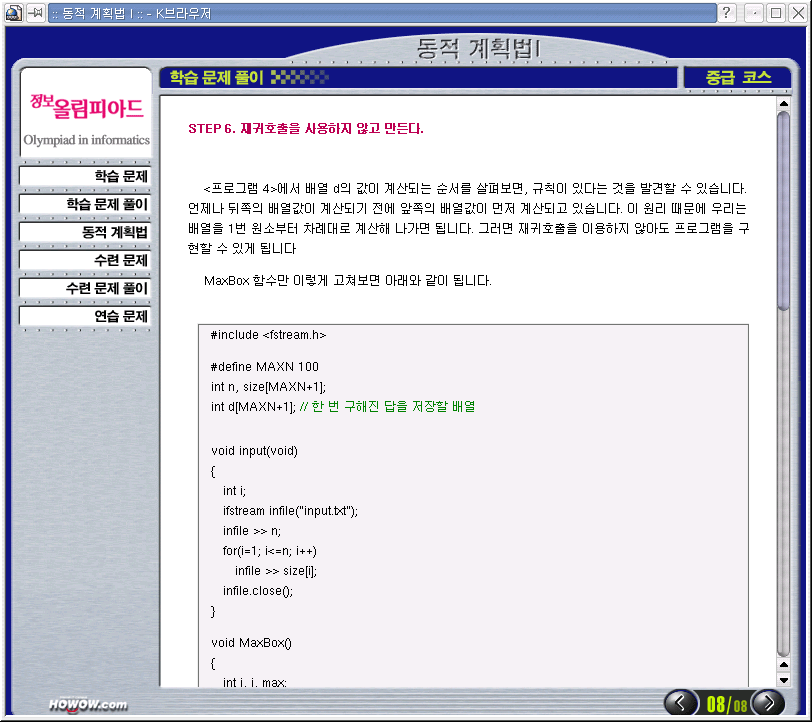 :: 동적 계획법 I :: - K브라우저
동적 계획법I
학습 문제 풀이
중급 코스
정보올림피아드
Olympiad in informatics
학습 문제
학습 문제 풀이
동적 계획법
수련 문제
수련 문제 풀이
연습 문제
STEP 6. 재귀호출을 사용하지 않고 만든다.
<프로그램 4>에서 배열 d의 값이 계산되는 순서를 살펴보면, 규칙이 있다는 것을 발견할 수 있습니다.
언제나 뒤쪽의 배열값이 계산되기 전에 앞쪽의 배열값이 먼저 계산되고 있습니다. 이 원리 때문에 우리는
배열을 1번 원소부터 차례대로 계산해 나가면 됩니다. 그러면 재귀호출을 이용하지 않아도 프로그램을 구
현할 수 있게 됩니다
MaxBox 함수만 이렇게 고쳐보면 아래와 같이 됩니다.
#include <fstream.h>
#define MAXN 100
int n, size[MAXN+1];
int d[MAXN+1]; // 한 번 구해진 답을 저장할 배열
void input(void)
{
int i;
ifstream infile("input.txt");
infile >> n;
for(i=1; i<=n; i++)
infile >> size[i];
infile.close();
}
void MaxBox()
{
int i, j, max;
HOWOW.com
08/08